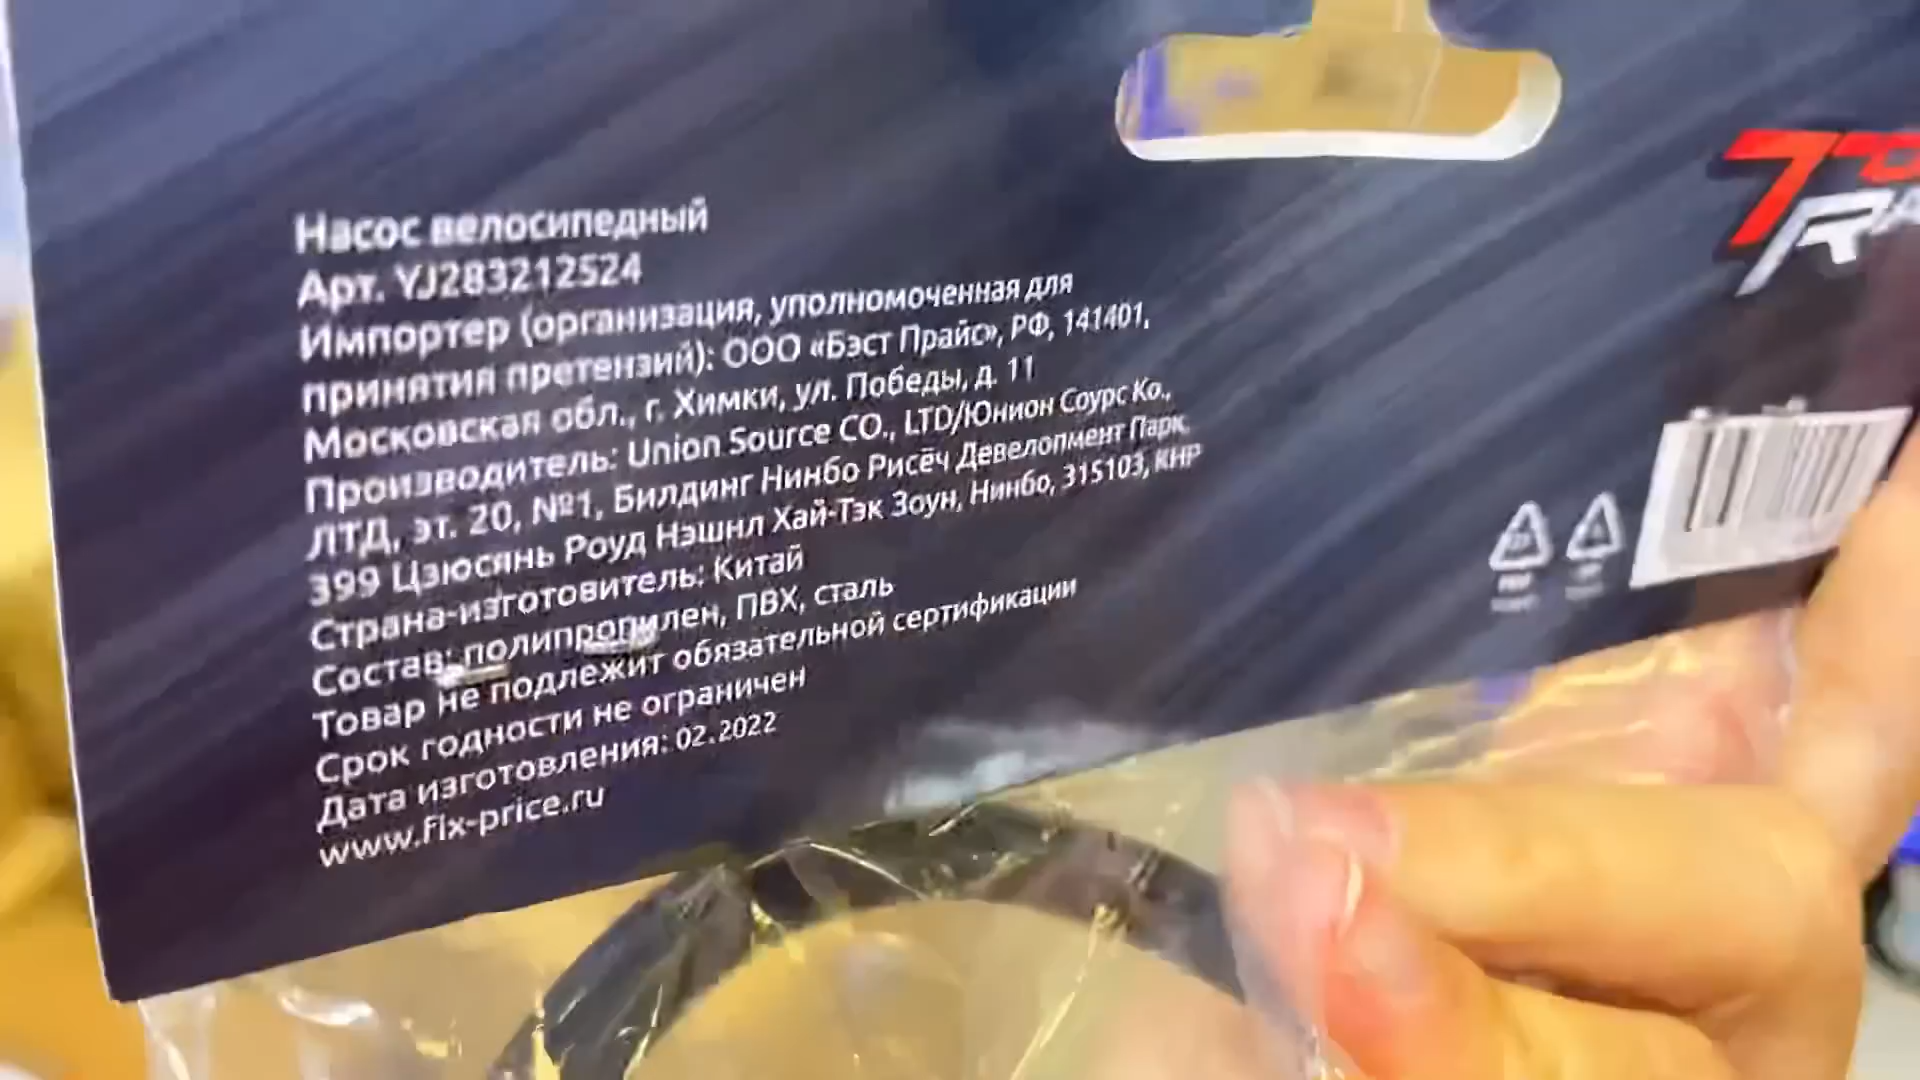 Насос велосипедный
Арт. YJ283212524
Импортер (организация, уполномоченная для
принятия претензий): ООО «Бэст Прайс», РФ, 141401,
Московская обл., г. Химки, ул. Победы, д. 11
Производитель: Union Source CO., LTD/Юнион Соурс Ко.,
ЛТД, эт. 20, №1, Билдинг Нинбо Рисёч Девелопмент Парк,
399 Цзюсянь Роуд Нэшнл Хай-Тэк Зоун, Нинбо, 315103, КНР
Страна-изготовитель: Китай
Состав: полипропилен, ПВХ, сталь
Товар не подлежит обязательной сертификации
Срок годности не ограничен
Дата изготовления: 02.2022
www.fix-price.ru